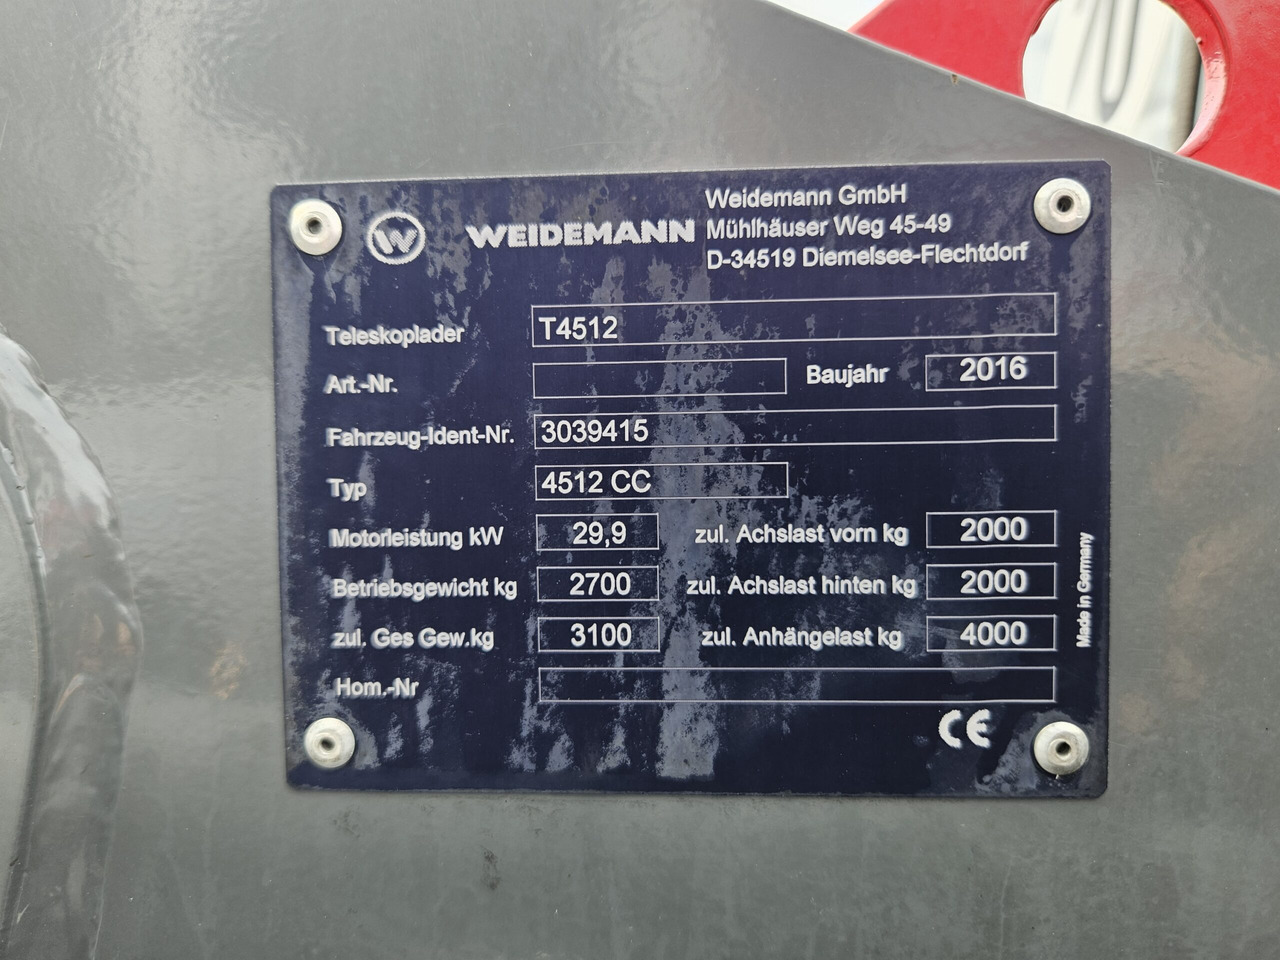 W WEIDEMANN
Weidemann GmbH
Mühlhäuser Weg 45-49
D-34519 Diemelsee-Flechtdorf
Teleskoplader T4512
Art.-Nr. Baujahr 2016
Fahrzeug-Ident-Nr. 3039415
Typ 4512 CC
Motorleistung kW 29,9 zul. Achslast vorn kg 2000
Betriebsgewicht kg 2700 zul. Achslast hinten kg 2000
zul. Ges Gew.kg 3100 zul. Anhängelast kg 4000
Hom.-Nr
CE
Made in Germany